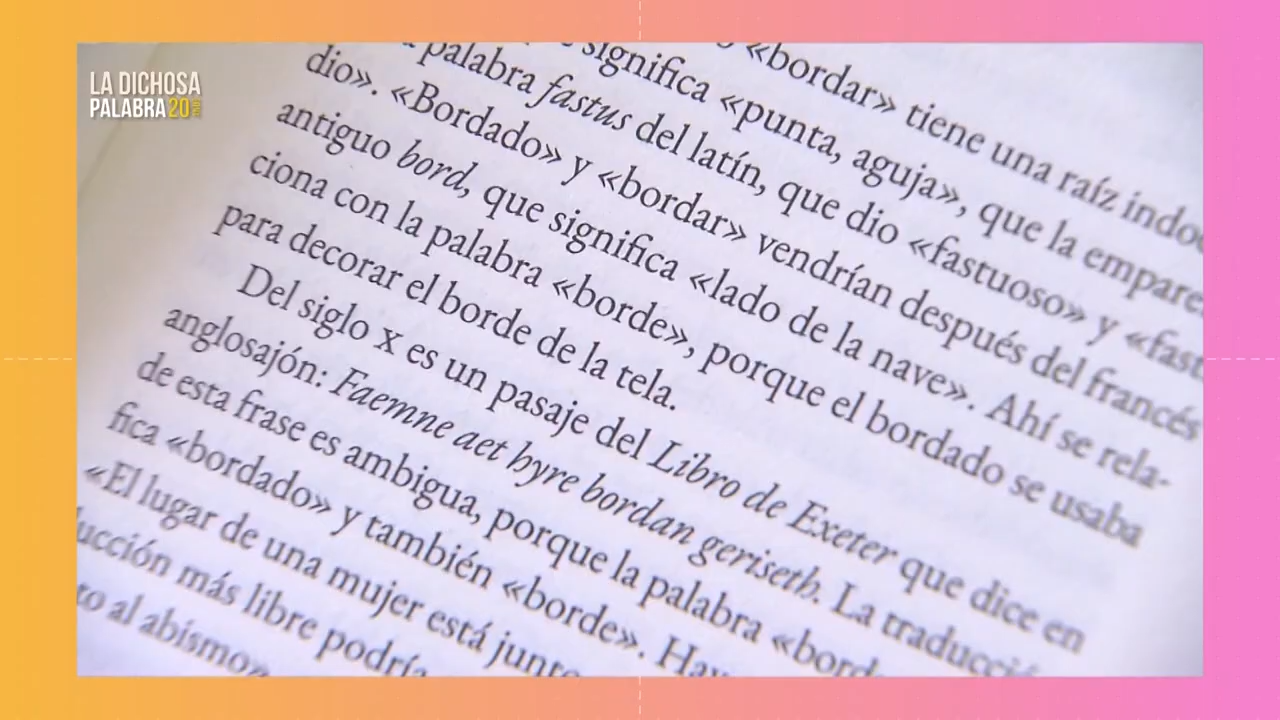 LA DICHOSA
PALABRA 20
«bordar» tiene una raíz indo
significa «punta, aguja», que la empare
palabra fastus del latín, que dio «fastuoso» y «fast
dio». «Bordado» y «bordar» vendrían después del francés
antiguo bord, que significa «lado de la nave». Ahí se rela-
ciona con la palabra «borde», porque el bordado se usaba
para decorar el borde de la tela.
Del siglo x es un pasaje del Libro de Exeter que dice en
anglosajón: Faemne aet hyre bordan geriseth. La traducció
de esta frase es ambigua, porque la palabra «bord
fica «bordado» y también «borde». Hay
«El lugar de una mujer está junt
ucción más libre podría
to al abismo»